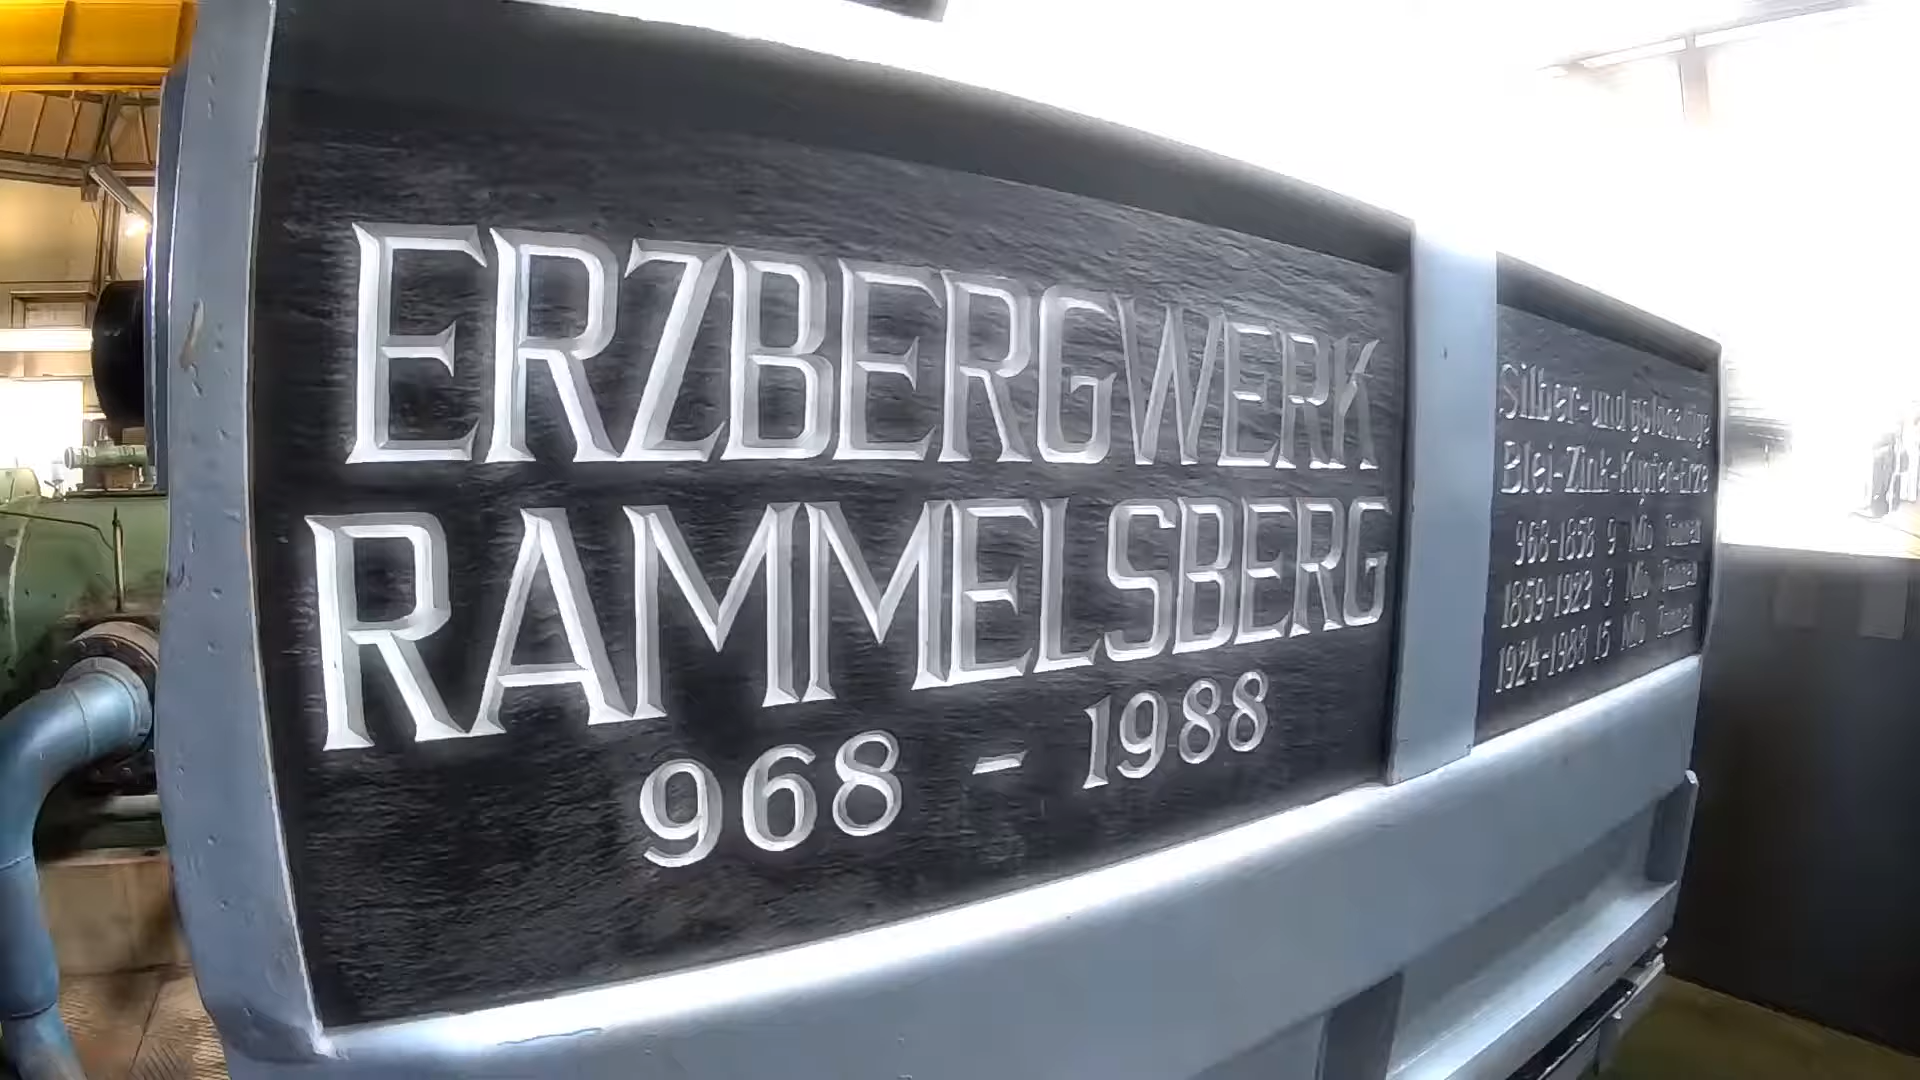 ERZBERGWERK
RAMMELSBERG
968 - 1988
Silber-und goldhaltige
Blei-Zink-Kupfer-Erze
968-1858 9 Mio Tonnen
1859-1923 3 Mio Tonnen
1924-1988 15 Mio Tonnen